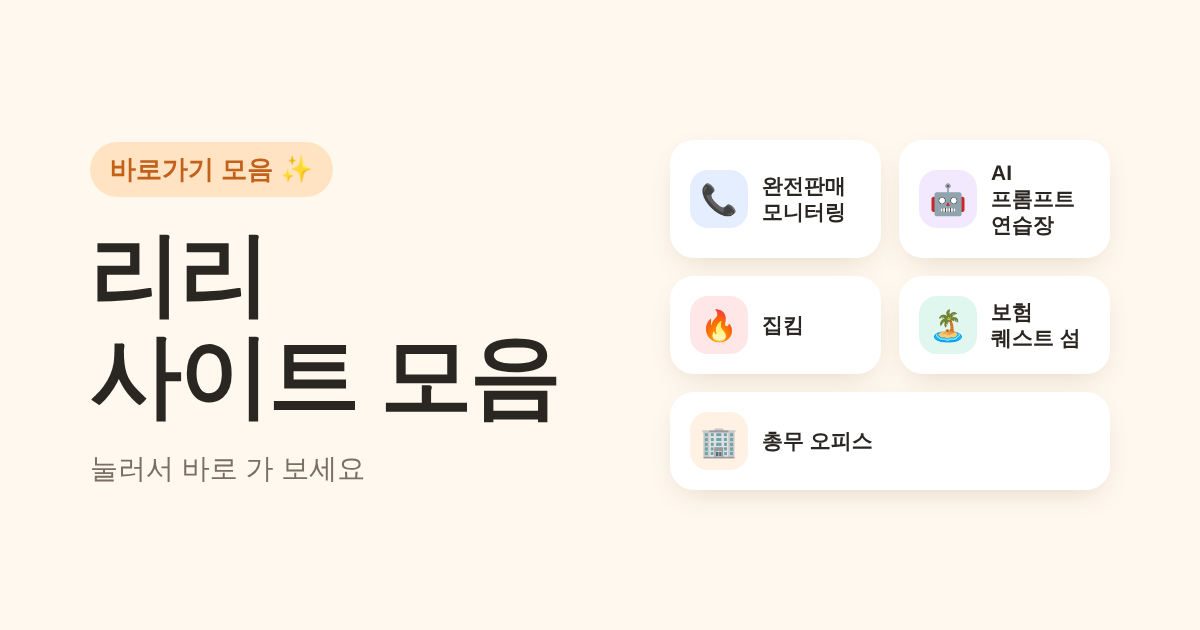 바로가기 모음 ✨
리리
사이트 모음
눌러서 바로 가 보세요
완전판매
모니터링
AI
프롬프트
연습장
집킴
보험
퀘스트 섬
총무 오피스